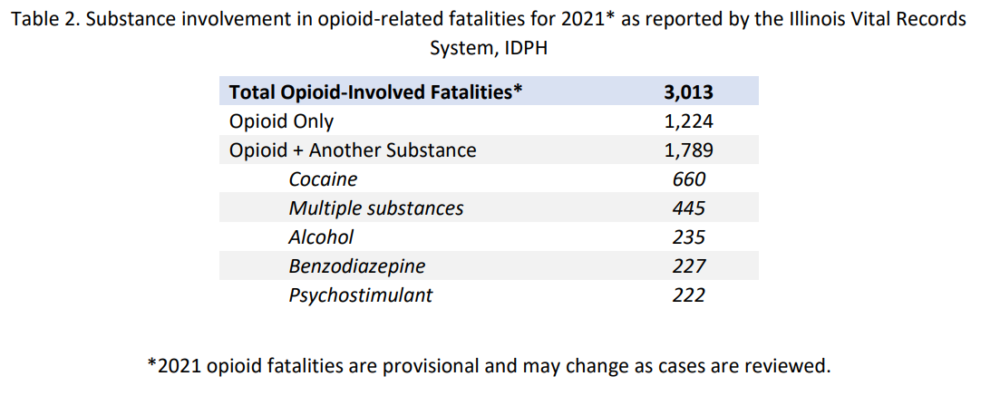 Table 2. Substance involvement in opioid-related fatalities for 2021* as reported by the Illinois Vital Records
System, IDPH
Total Opioid-Involved Fatalities* 3,013
Opioid Only 1,224
Opioid + Another Substance 1,789
Cocaine 660
Multiple substances 445
Alcohol 235
Benzodiazepine 227
Psychostimulant 222
*2021 opioid fatalities are provisional and may change as cases are reviewed.